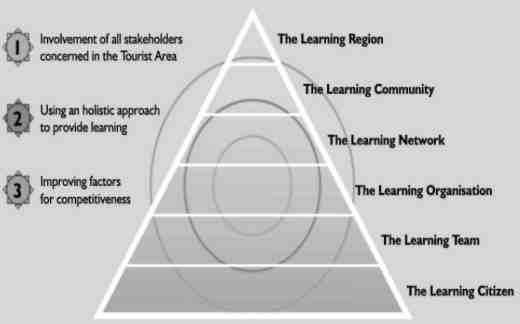 1
Involvement of all stakeholders
concerned in the Tourist Area
2
Using an holistic approach
to provide learning
3
Improving factors
for competitiveness
The Learning Region
The Learning Community
The Learning Network
The Learning Organisation
The Learning Team
The Learning Citizen